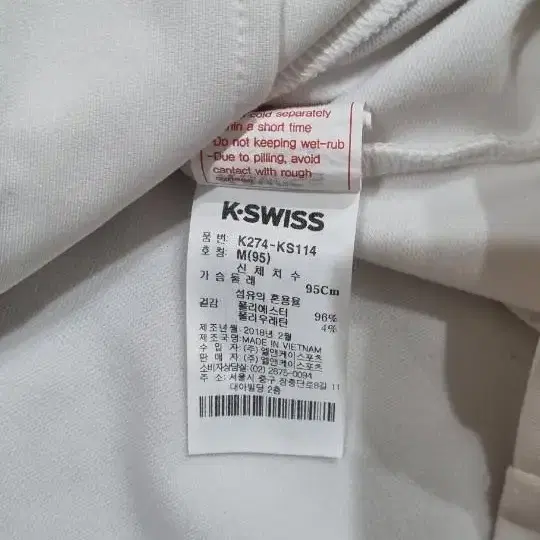 cold separately
in a short time
-Do not keeping wet-rub
-Due to pilling, avoid
contact with rough
K·SWISS
품 번: K274-KS114
호 칭: M(95)
신 체 치 수
가 슴 둘 레 95Cm
섬유의 혼용율
겉감 폴리에스터 96%
폴리우레탄 4%
제조년월: 2018년 2월
제조국명: MADE IN VIETNAM
수 입 자: (주)엘앤케이스포츠
판 매 자: (주)엘앤케이스포츠
소비자상담실: (02) 2675-0094
주 소: 서울시 중구 장충단로8길 11
대아빌딩 2층